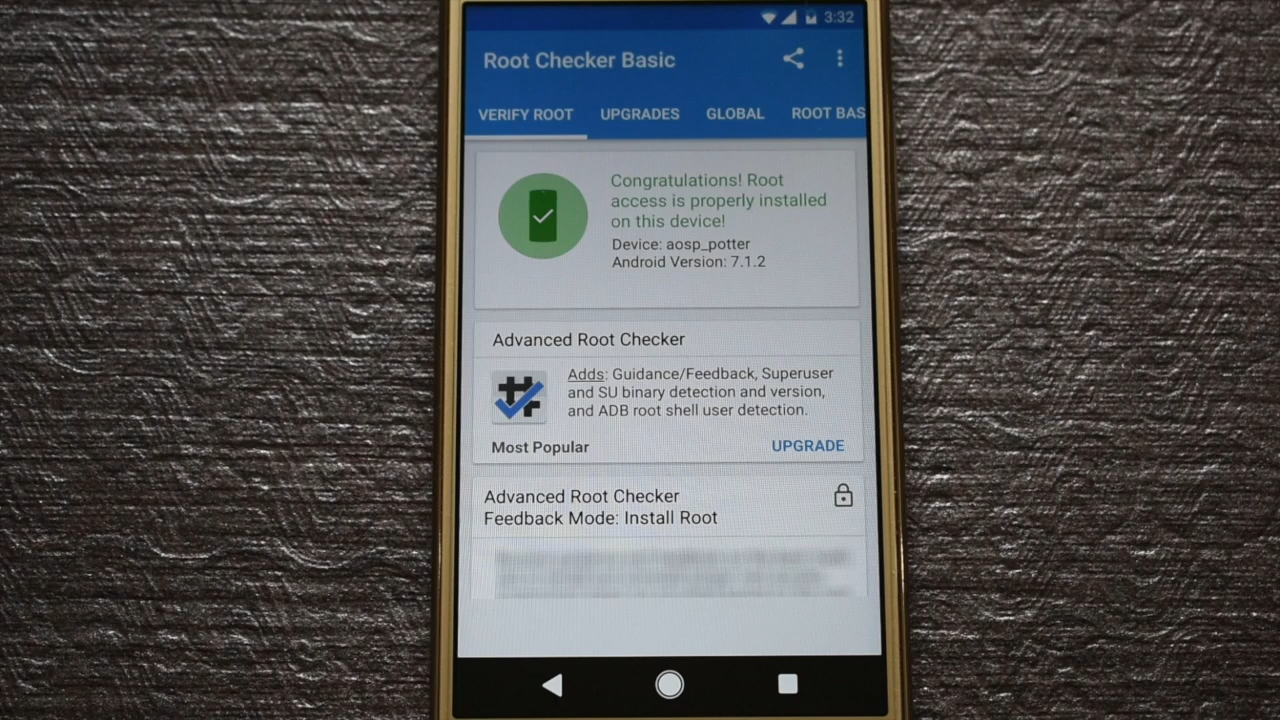 3:32
Root Checker Basic
VERIFY ROOT UPGRADES GLOBAL ROOT BAS
Congratulations! Root
access is properly installed
on this device!
Device: aosp_potter
Android Version: 7.1.2
Advanced Root Checker
Adds: Guidance/Feedback, Superuser
and SU binary detection and version,
and ADB root shell user detection.
Most Popular UPGRADE
Advanced Root Checker
Feedback Mode: Install Root